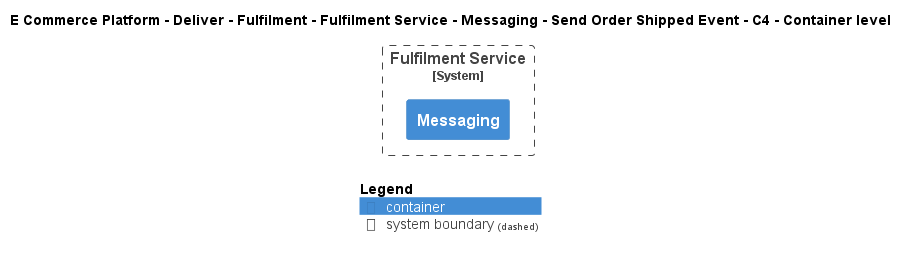 E Commerce Platform - Deliver - Fulfilment - Fulfilment Service - Messaging - Send Order Shipped Event - C4 - Container level
Fulfilment Service
[System]
Messaging
Legend
container
system boundary (dashed)